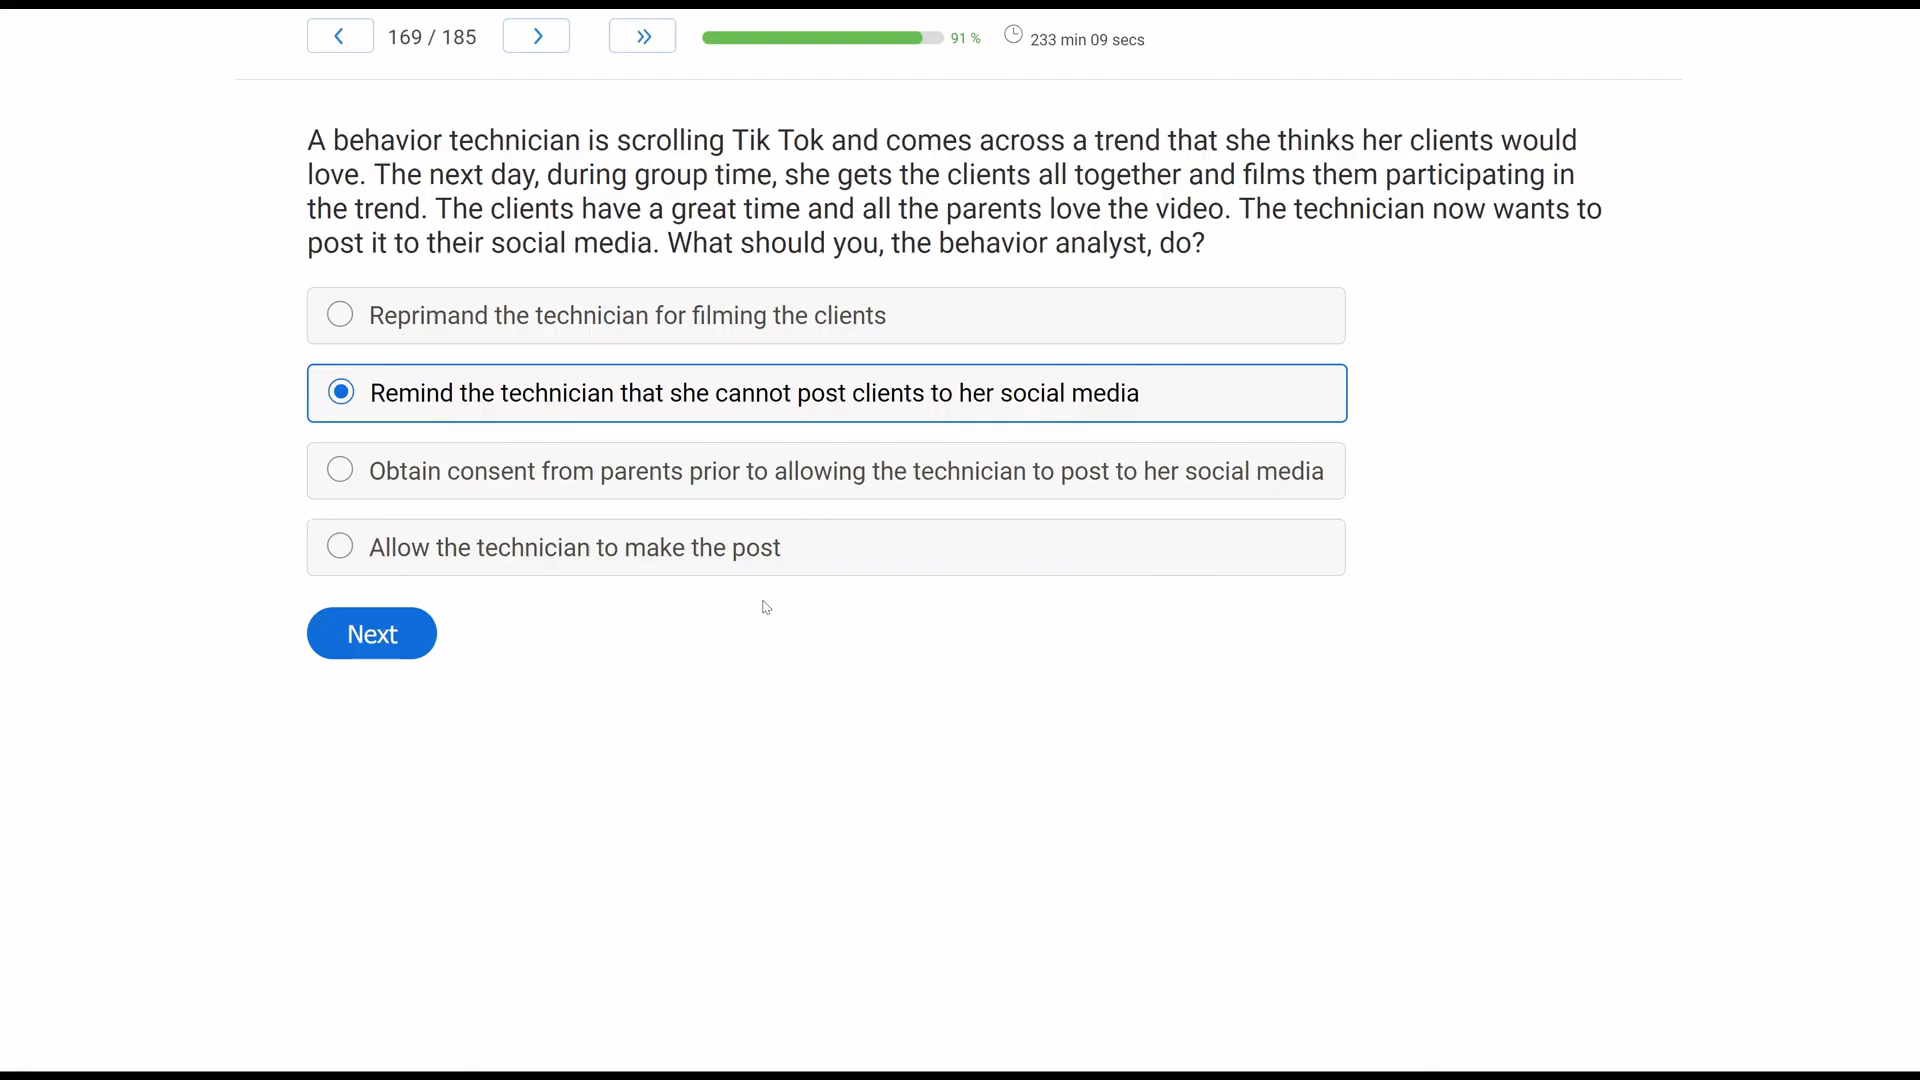 169 / 185
91 %
233 min 09 secs
A behavior technician is scrolling Tik Tok and comes across a trend that she thinks her clients would
love. The next day, during group time, she gets the clients all together and films them participating in
the trend. The clients have a great time and all the parents love the video. The technician now wants to
post it to their social media. What should you, the behavior analyst, do?
Reprimand the technician for filming the clients
Remind the technician that she cannot post clients to her social media
Obtain consent from parents prior to allowing the technician to post to her social media
Allow the technician to make the post
Next